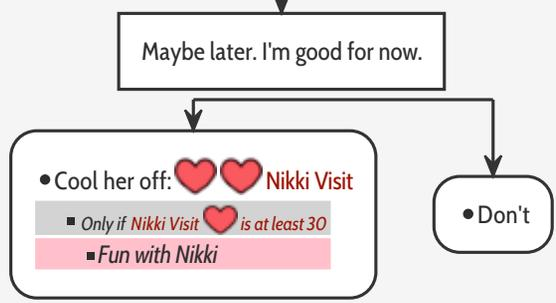 Maybe later. I'm good for now.
Cool her off: Nikki Visit
Only if Nikki Visit is at least 30
Fun with Nikki
Don't